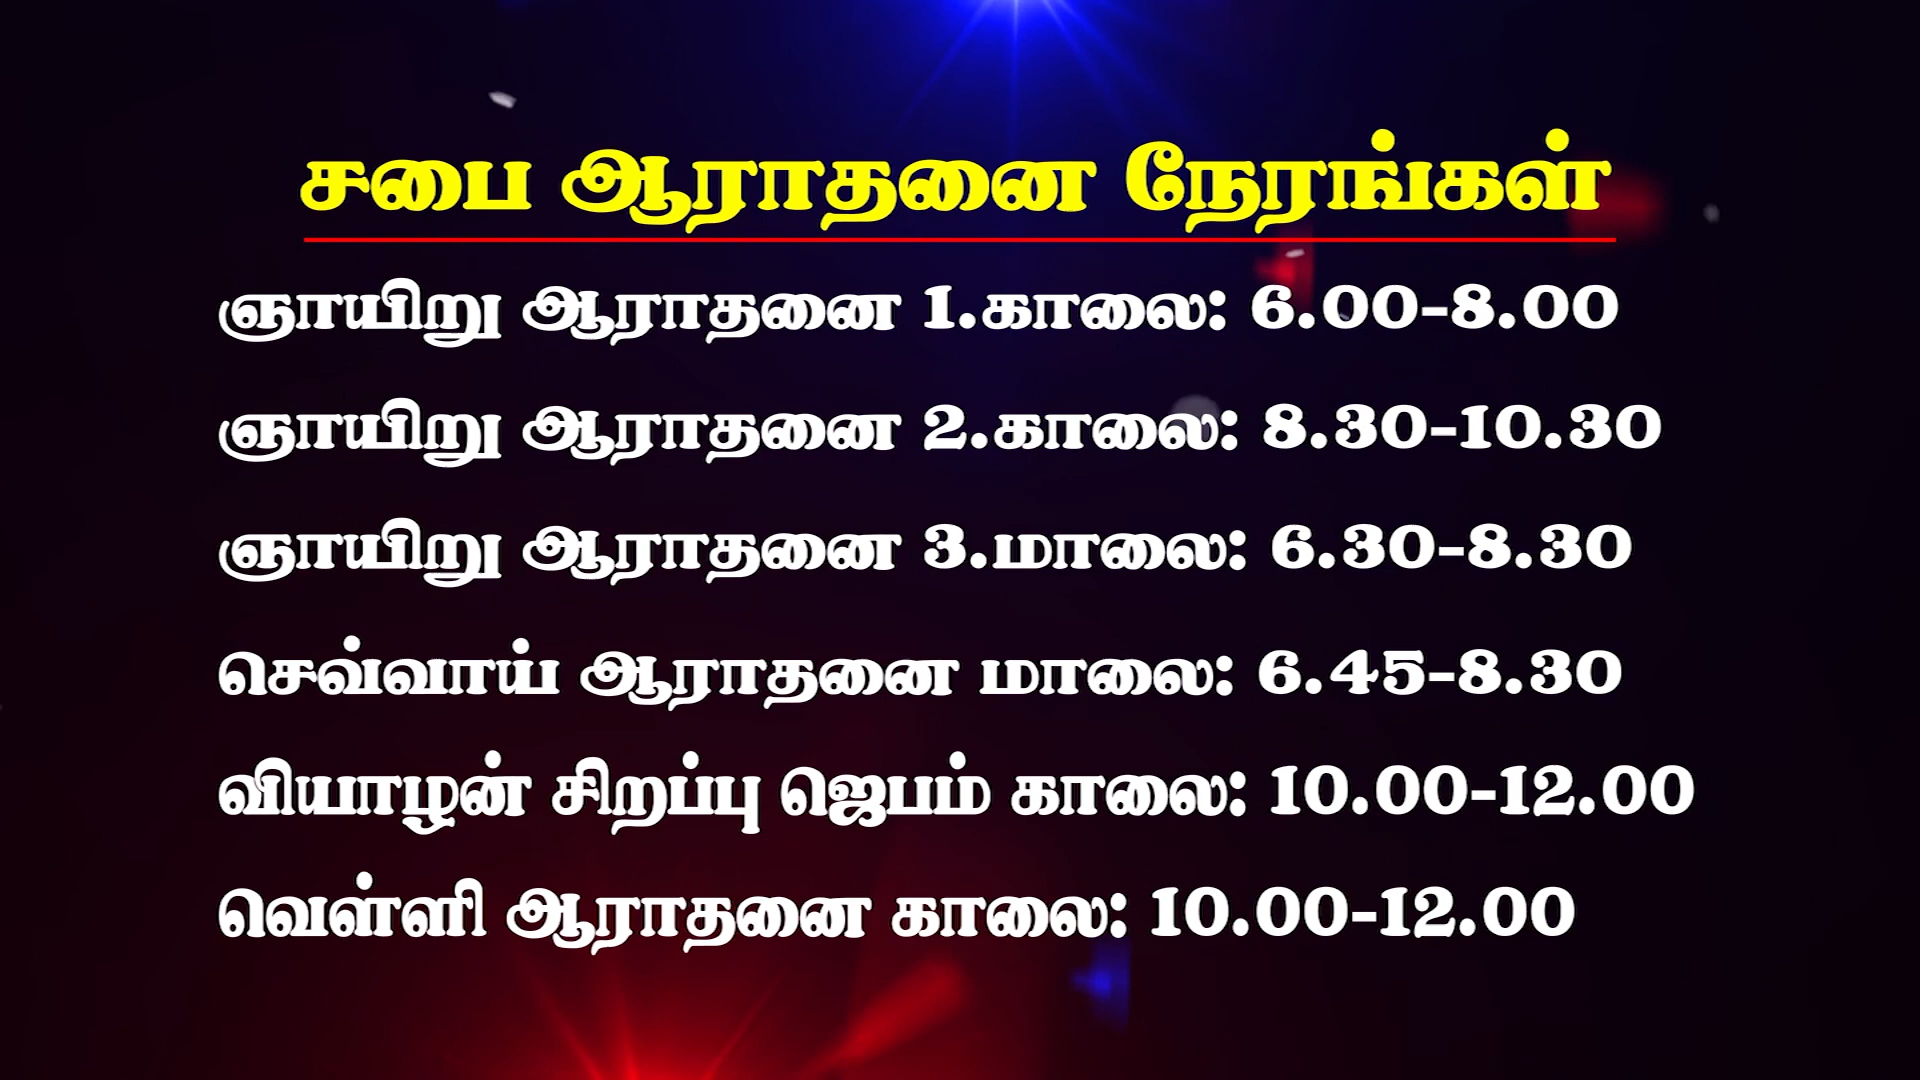 சபை ஆராதனை நேரங்கள்
ஞாயிறு ஆராதனை 1.காலை: 6.00-8.00
ஞாயிறு ஆராதனை 2.காலை: 8.30-10.30
ஞாயிறு ஆராதனை 3.மாலை: 6.30-8.30
செவ்வாய் ஆராதனை மாலை: 6.45-8.30
வியாழன் சிறப்பு ஜெபம் காலை: 10.00-12.00
வெள்ளி ஆராதனை காலை: 10.00-12.00